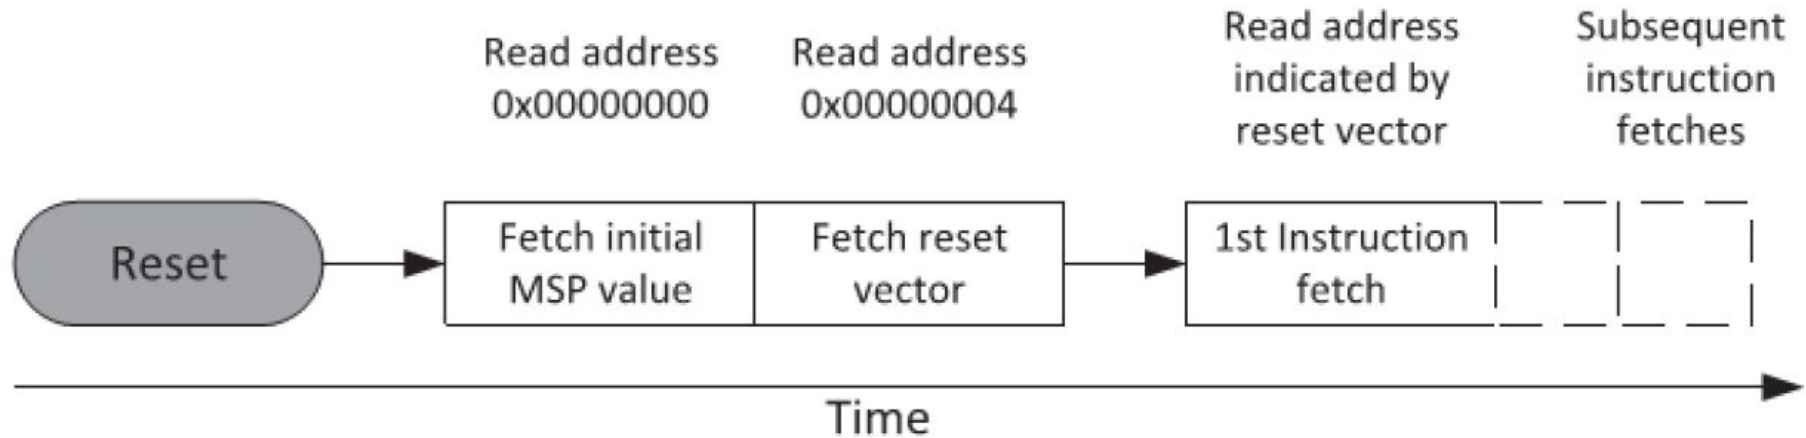 Read address
0x00000000
Read address
0x00000004
Read address
indicated by
reset vector
Subsequent
instruction
fetches
Reset
Fetch initial
MSP value
Fetch reset
vector
1st Instruction
fetch
Time